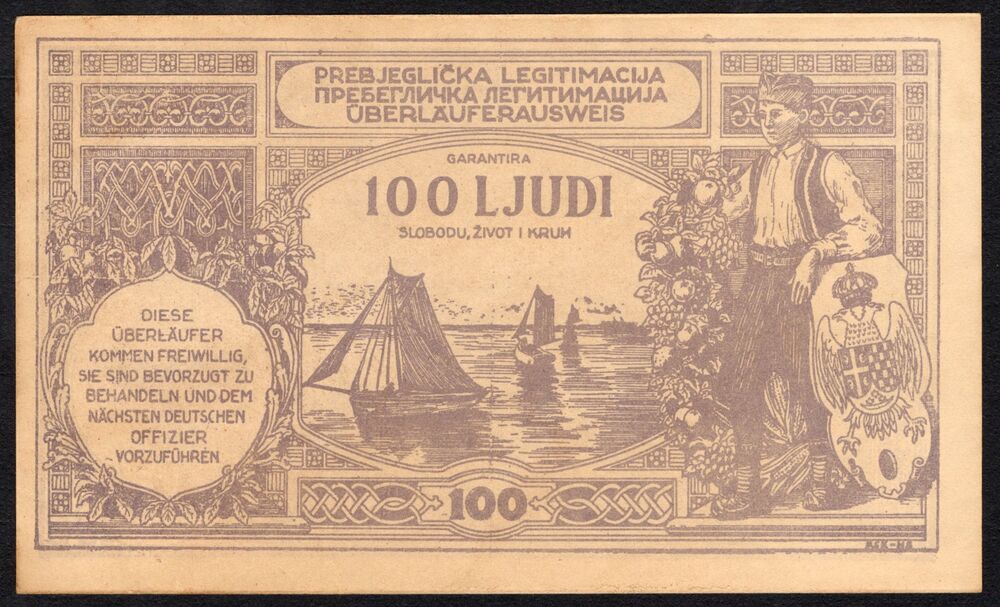 PREBJEGLIČKA LEGITIMACIJA
ПРЕБЕГЛИЧКА ЛЕГИТИМАЦИЈА
ÜBERLÄUFERAUSWEIS
GARANTIRA
100 LJUDI
SLOBODU, ŽIVOT I KRUH
DIESE
ÜBERLÄUFER
KOMMEN FREIWILLIG,
SIE SIND BEVORZUGT ZU
BEHANDELN UND DEM
NÄCHSTEN DEUTSCHEN
OFFIZIER
VORZUFÜHREN
100